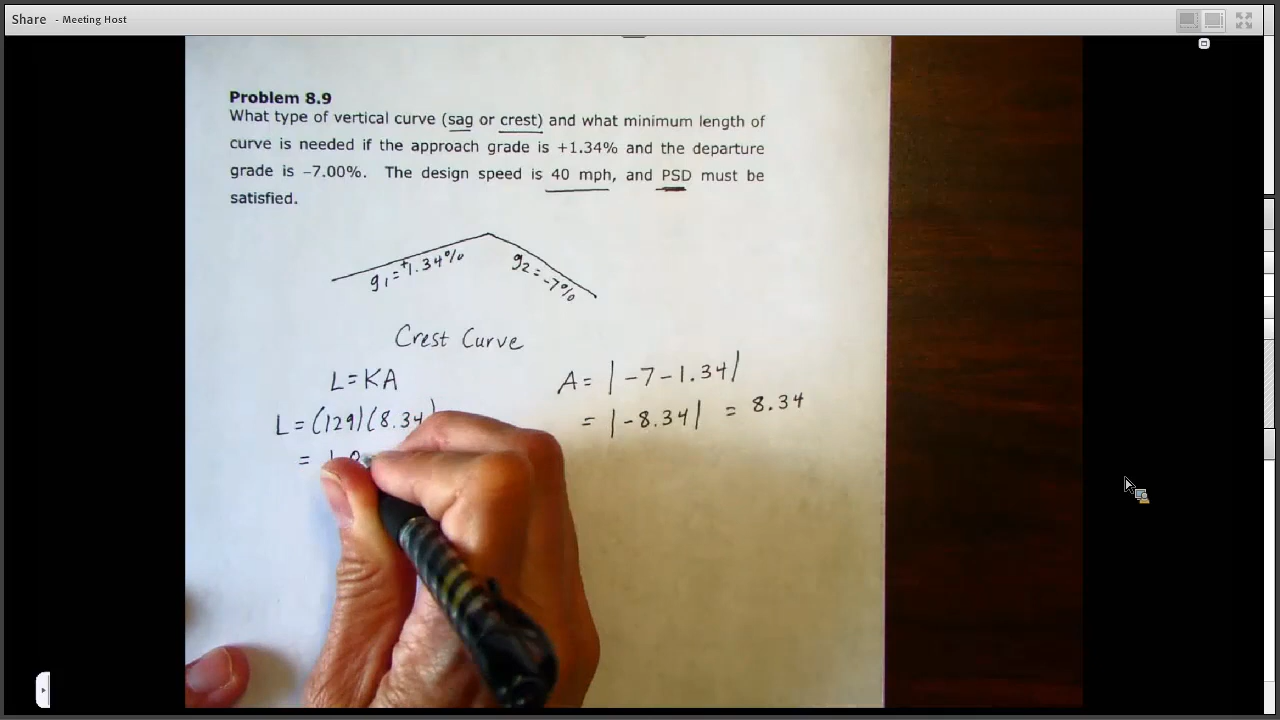 Share - Meeting Host
Problem 8.9
What type of vertical curve (sag or crest) and what minimum length of
curve is needed if the approach grade is +1.34% and the departure
grade is −7.00%. The design speed is 40 mph, and PSD must be
satisfied.
g1=+1.34%
g2=-7%
Crest Curve
L=KA
A= |-7-1.34|
L=(129)(8.34)
= |-8.34| = 8.34
=